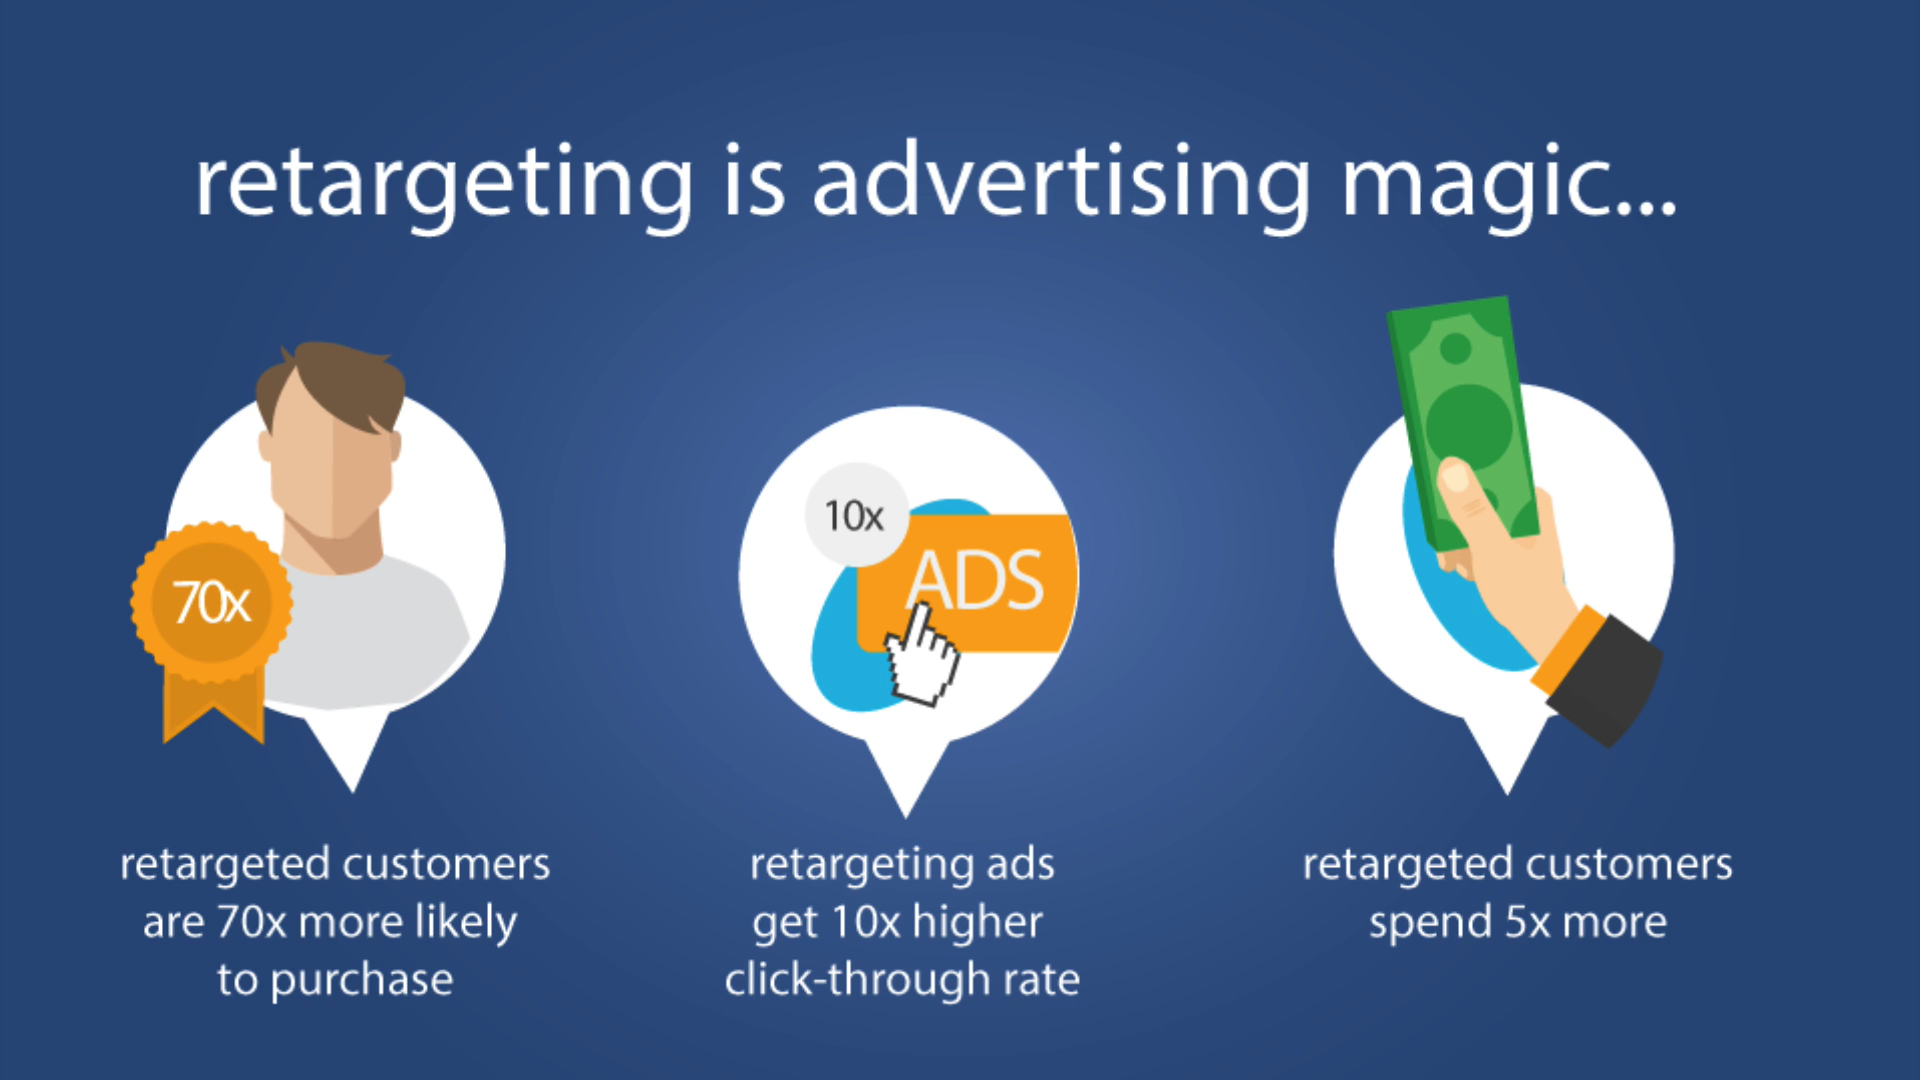 retargeting is advertising magic...
70x
10x
ADS
retargeted customers
are 70x more likely
to purchase
retargeting ads
get 10x higher
click-through rate
retargeted customers
spend 5x more